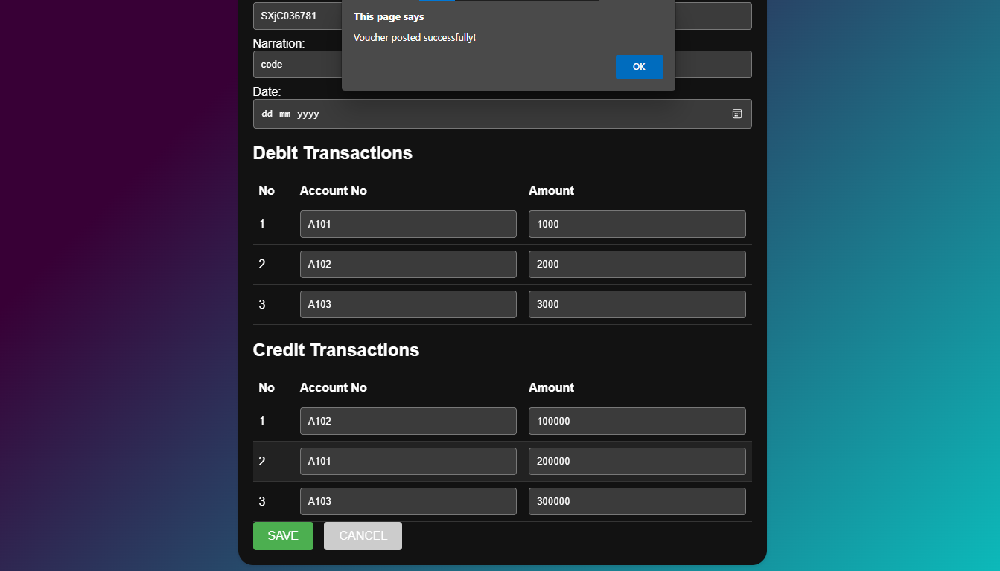 This page says
SXjC036781
Voucher posted successfully!
Narration:
code
OK
Date:
dd-mm-yyyy
Debit Transactions
No Account No Amount
1 A101 1000
2 A102 2000
3 A103 3000
Credit Transactions
No Account No Amount
1 A102 100000
2 A101 200000
3 A103 300000
SAVE CANCEL